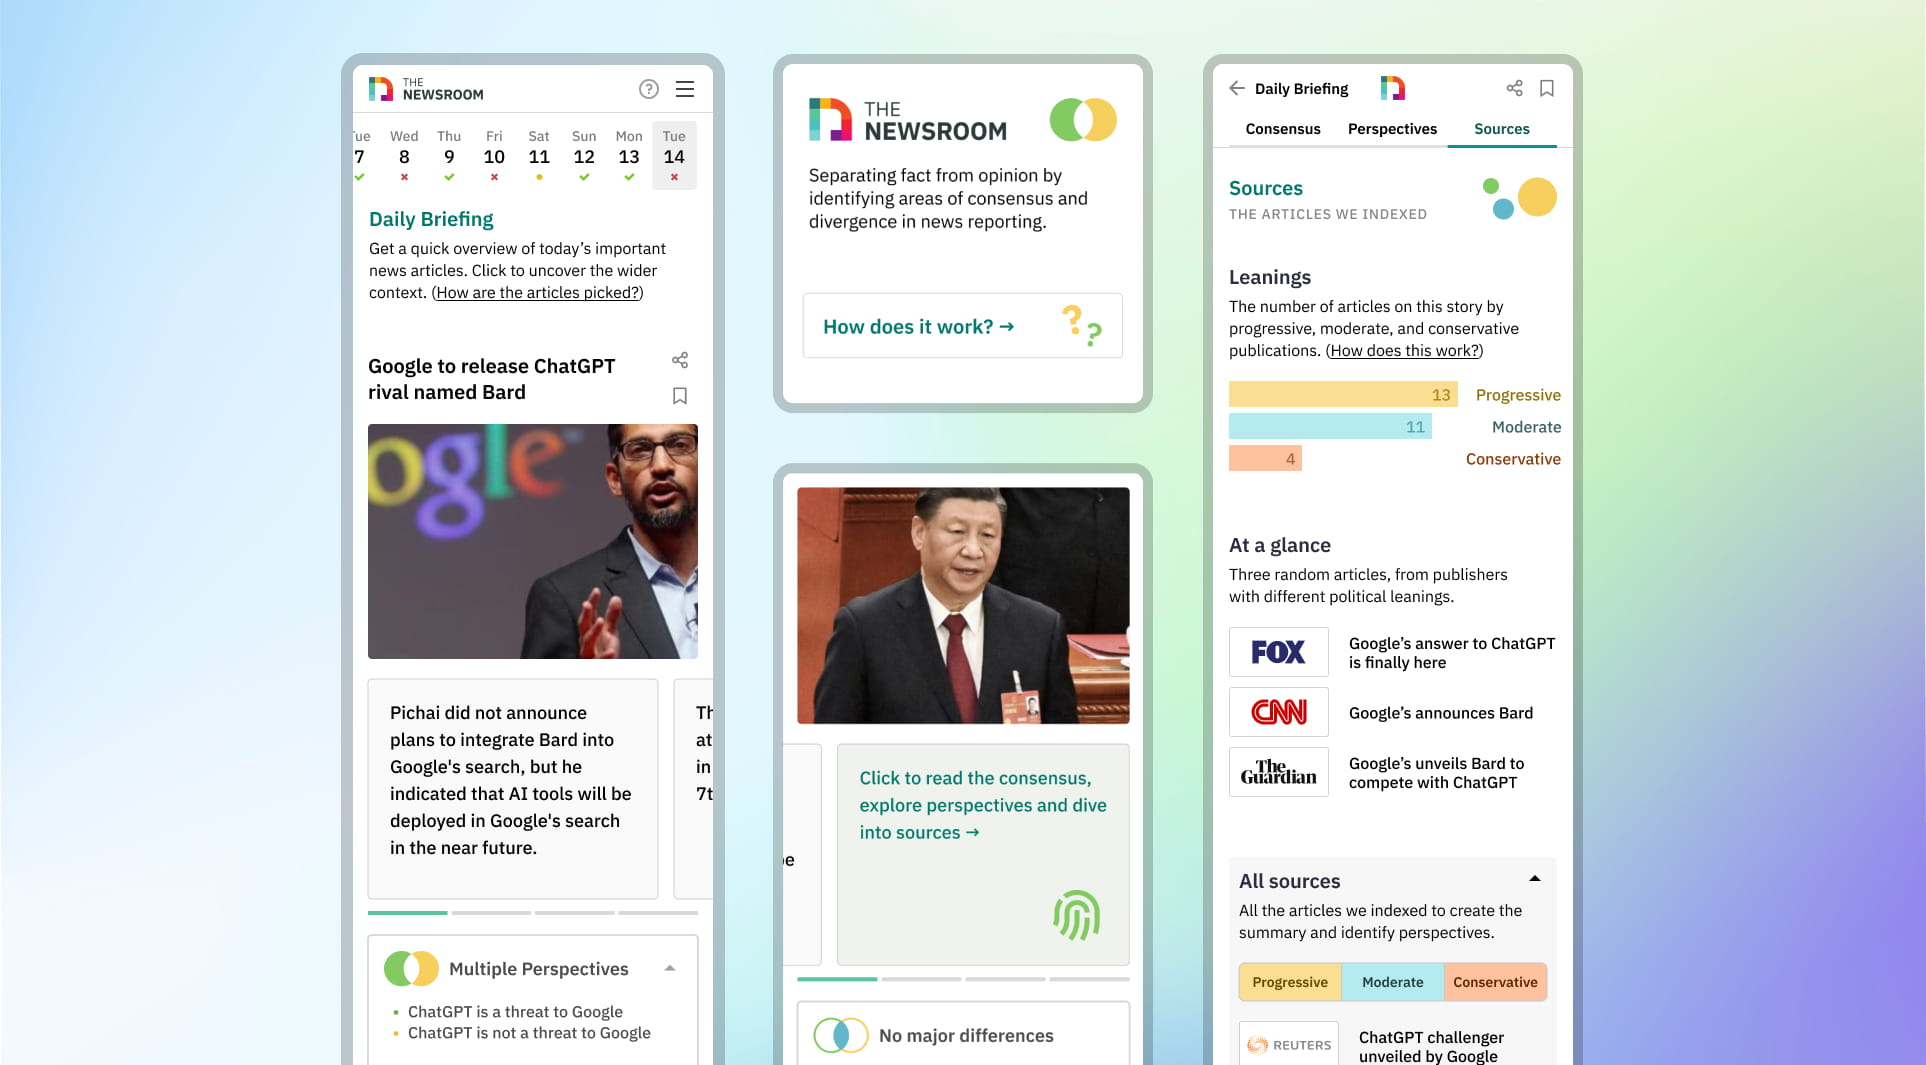 THE
NEWSROOM
Tue Wed Thu Fri Sat Sun Mon Tue
7 8 9 10 11 12 13 14
Daily Briefing
Get a quick overview of today’s important
news articles. Click to uncover the wider
context. (How are the articles picked?)
Google to release ChatGPT
rival named Bard
Google
Pichai did not announce
plans to integrate Bard into
Google's search, but he
indicated that AI tools will be
deployed in Google's search
in the near future.
Th
at
in
7t
Multiple Perspectives
ChatGPT is a threat to Google
ChatGPT is not a threat to Google
THE
NEWSROOM
Separating fact from opinion by
identifying areas of consensus and
divergence in news reporting.
How does it work? →
??
Click to read the consensus,
explore perspectives and dive
into sources →
No major differences
Daily Briefing
Consensus Perspectives Sources
Sources
THE ARTICLES WE INDEXED
Leanings
The number of articles on this story by
progressive, moderate, and conservative
publications. (How does this work?)
13 Progressive
11 Moderate
4 Conservative
At a glance
Three random articles, from publishers
with different political leanings.
FOX
Google’s answer to ChatGPT
is finally here
CNN
Google’s announces Bard
The
Guardian
Google’s unveils Bard to
compete with ChatGPT
All sources
All the articles we indexed to create the
summary and identify perspectives.
Progressive Moderate Conservative
REUTERS
ChatGPT challenger
unveiled by Google